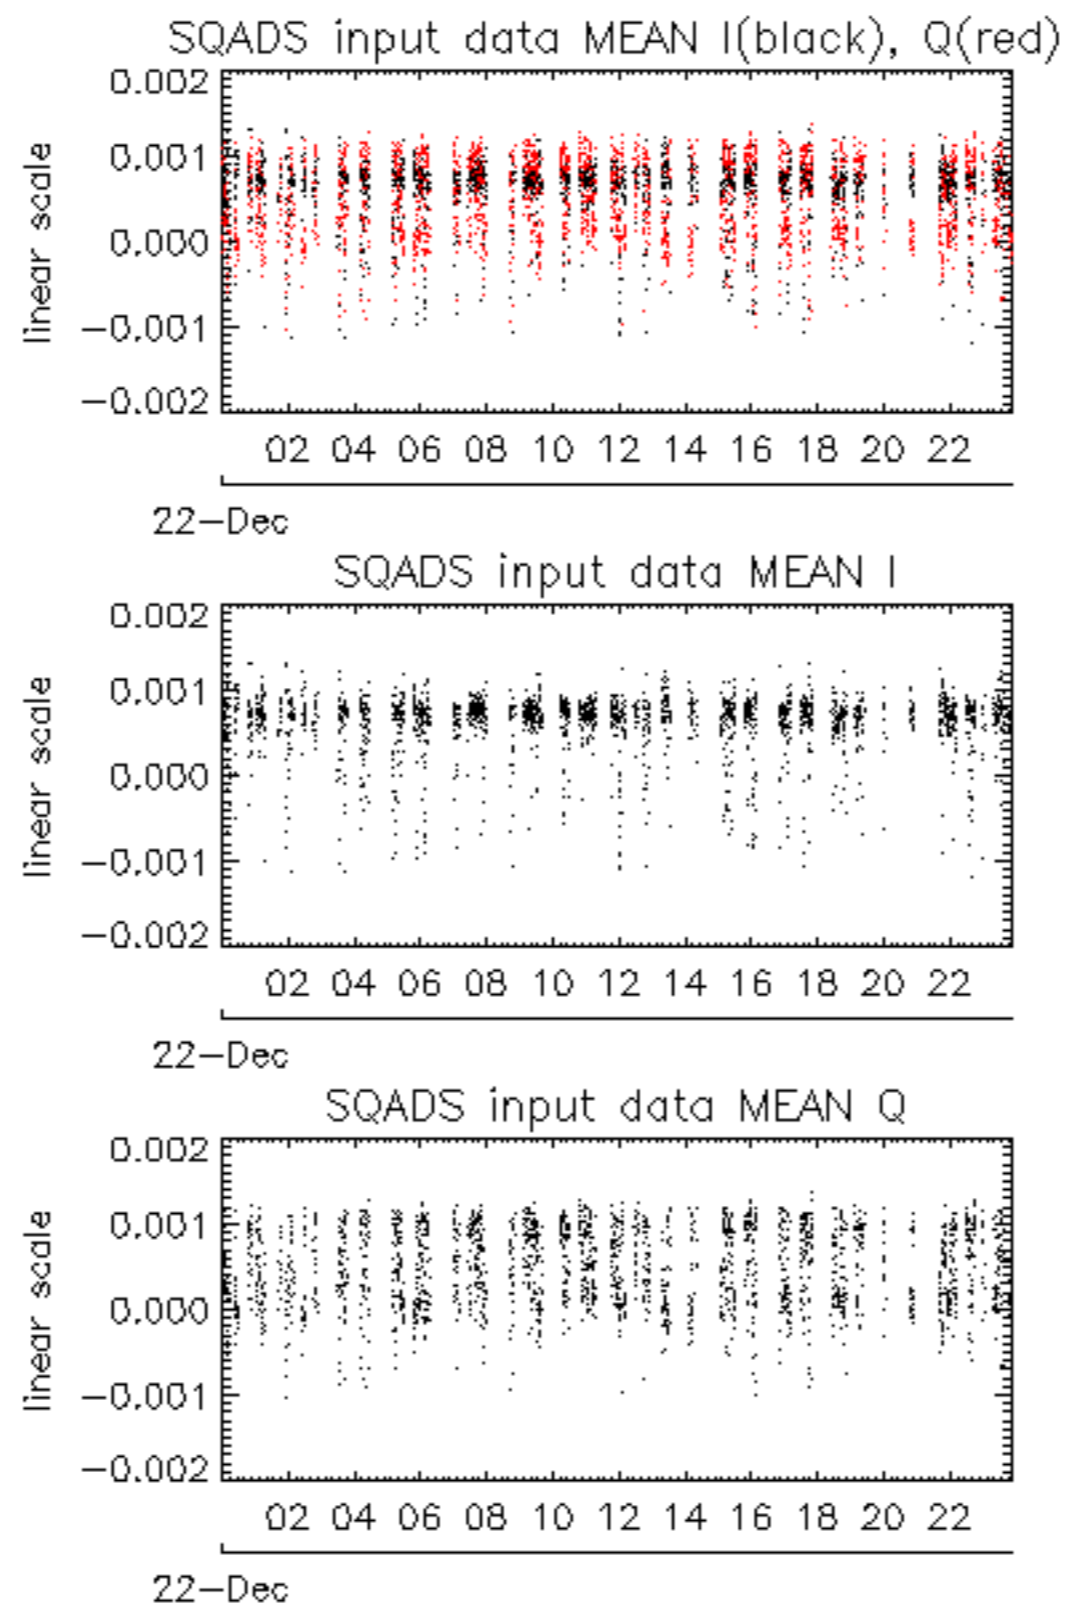 SQADS input data MEAN I(black), Q(red)
0.002
0.001
0.000
−0.001
−0.002
linear scale
02 04 06 08 10 12 14 16 18 20 22
22−Dec
SQADS input data MEAN I
0.002
0.001
0.000
−0.001
−0.002
linear scale
02 04 06 08 10 12 14 16 18 20 22
22−Dec
SQADS input data MEAN Q
0.002
0.001
0.000
−0.001
−0.002
linear scale
02 04 06 08 10 12 14 16 18 20 22
22−Dec